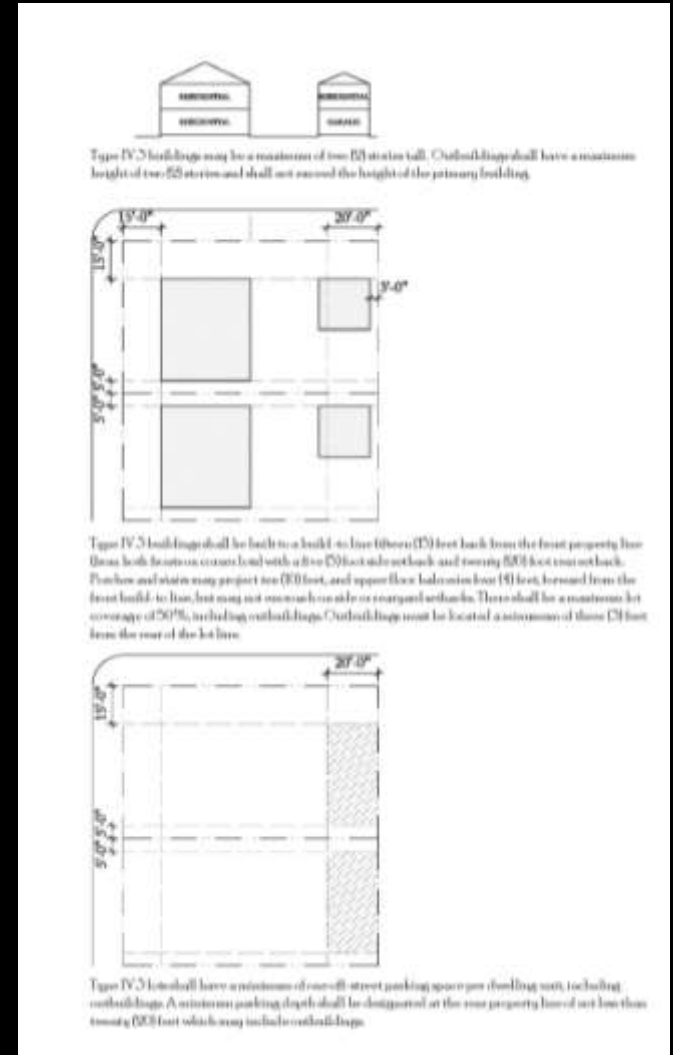 RESIDENTIAL RESIDENTIAL
RESIDENTIAL GARAGE
Type IV.3 buildings may be a maximum of two (2) stories tall. Outbuildings shall have a maximum
height of two (2) stories and shall not exceed the height of the primary building.
15'-0" 20'-0"
15'-0"
3'-0"
5'-0" 5'-0"
Type IV.3 buildings shall be built to a build-to line fifteen (15) feet back from the front property line
(from both fronts on corner lots) with a five (5) foot side setback and twenty (20) foot rear setback.
Porches and stairs may project ten (10) feet, and upper floor balconies four (4) feet, forward from the
front build-to line, but may not encroach on side or rearyard setbacks. There shall be a maximum lot
coverage of 50%, including outbuildings. Outbuildings must be located a minimum of three (3) feet
from the rear of the lot line.
20'-0"
15'-0"
5'-0" 5'-0"
Type IV.3 lots shall have a minimum of one off-street parking space per dwelling unit, including
outbuildings. A minimum parking depth shall be designated at the rear property line of not less than
twenty (20) feet which may include outbuildings.